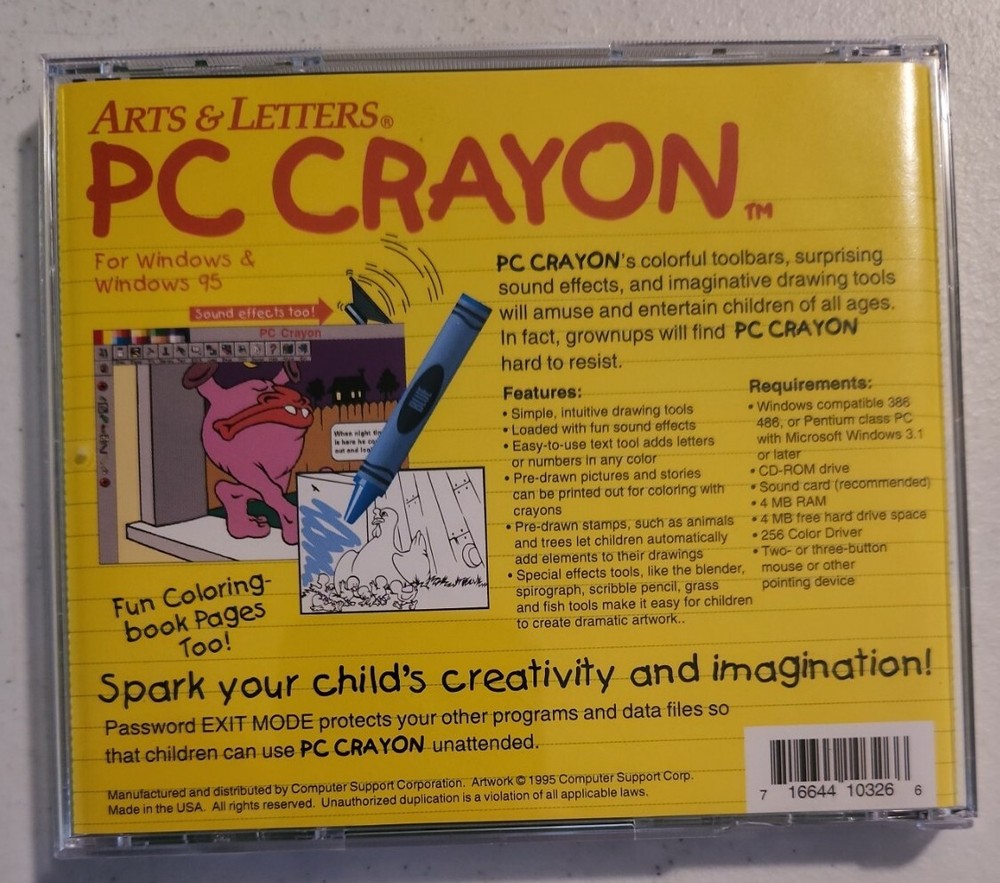 ARTS & LETTERS®
PC CRAYON™
For Windows &
Windows 95
Sound effects too!
PC Crayon
When night
is here he
out and
BLUE
Fun Coloring-
book Pages
Too!
PC CRAYON's colorful toolbars, surprising
sound effects, and imaginative drawing tools
will amuse and entertain children of all ages.
In fact, grownups will find PC CRAYON
hard to resist.
Features:
• Simple, intuitive drawing tools
• Loaded with fun sound effects
• Easy-to-use text tool adds letters
or numbers in any color
• Pre-drawn pictures and stories
can be printed out for coloring with
crayons
• Pre-drawn stamps, such as animals
and trees let children automatically
add elements to their drawings
• Special effects tools, like the blender,
spirograph, scribble pencil, grass
and fish tools make it easy for children
to create dramatic artwork..
Requirements:
• Windows compatible 386
486, or Pentium class PC
with Microsoft Windows 3.1
or later
• CD-ROM drive
• Sound card (recommended)
• 4 MB RAM
• 4 MB free hard drive space
• 256 Color Driver
• Two- or three-button
mouse or other
pointing device
Spark your child's creativity and imagination!
Password EXIT MODE protects your other programs and data files so
that children can use PC CRAYON unattended.
Manufactured and distributed by Computer Support Corporation. Artwork © 1995 Computer Support Corp.
Made in the USA. All rights reserved. Unauthorized duplication is a violation of all applicable laws.
7 16644 10326 6